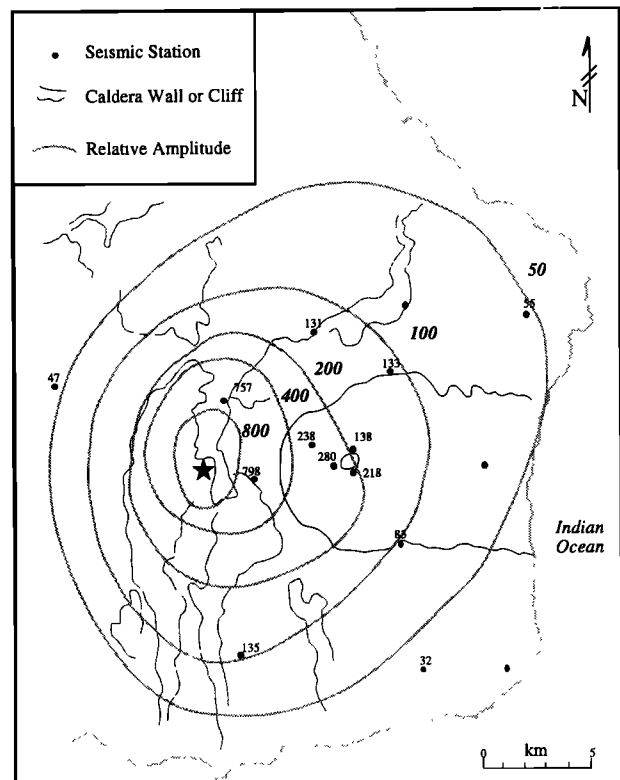 Seismic Station
Caldera Wall or Cliff
Relative Amplitude
N
50
55
100
131
133
200
47
757
400
800
238
138
280
218
798
85
Indian
Ocean
135
32
km
0 5